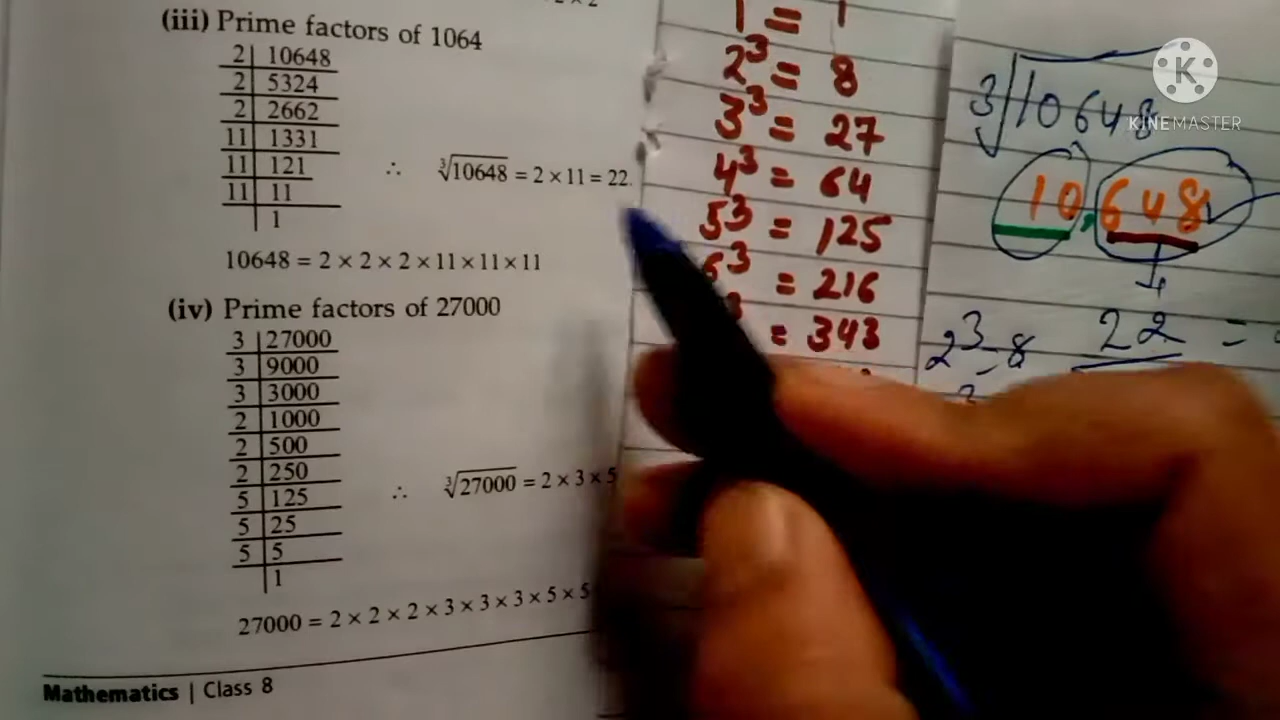 (iii) Prime factors of 1064
2 10648
2 5324
2 2662
11 1331
11 121
11 11
1
∴ ∛10648 = 2 × 11 = 22.
10648 = 2 × 2 × 2 × 11 × 11 × 11
(iv) Prime factors of 27000
3 27000
3 9000
3 3000
2 1000
2 500
2 250
5 125
5 25
5 5
1
∴ ∛27000 = 2 × 3 × 5
27000 = 2 × 2 × 2 × 3 × 3 × 3 × 5 × 5
Mathematics | Class 8
1 = 1
2³ = 8
3³ = 27
4³ = 64
5³ = 125
6³ = 216
3 = 343
∛10648
10,648
2³ = 8
22 =
K
KINEMASTER